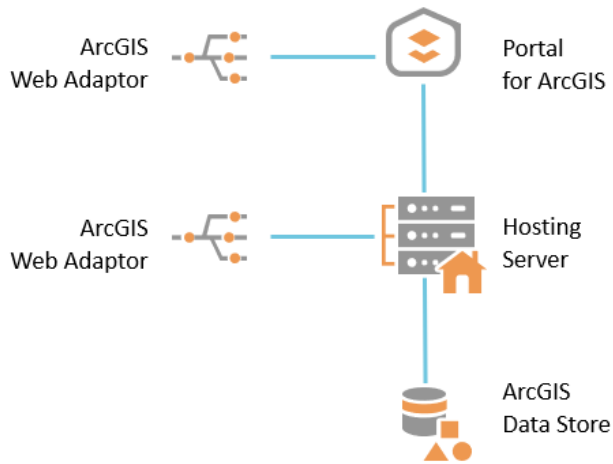 ArcGIS
Web Adaptor
Portal
for ArcGIS
ArcGIS
Web Adaptor
Hosting
Server
ArcGIS
Data Store